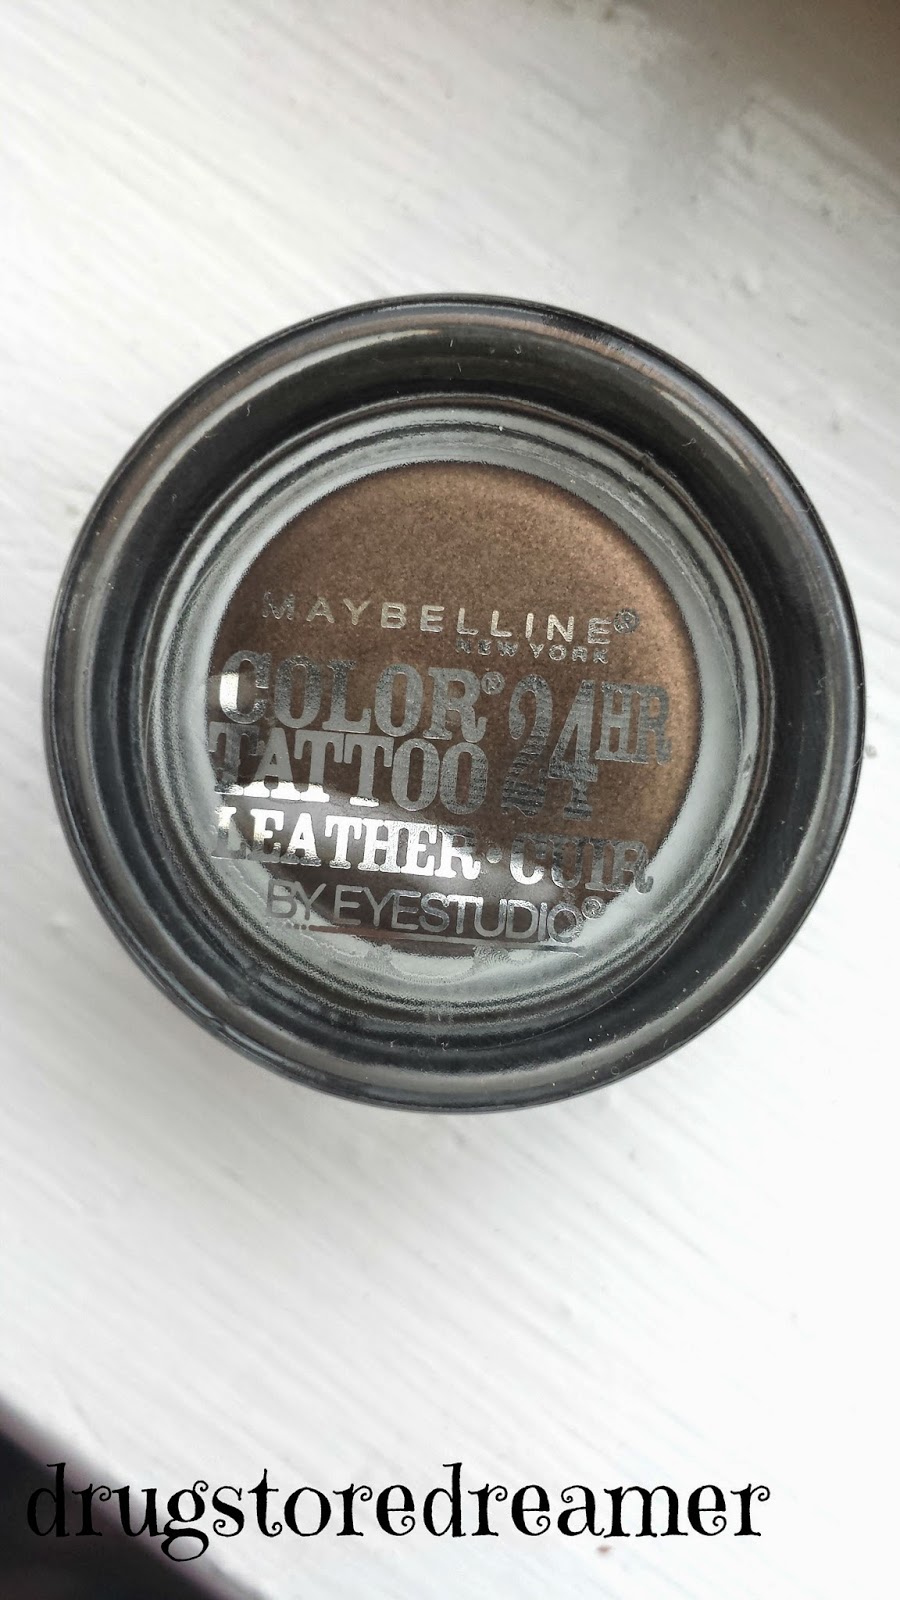 MAYBELLINE®
NEW YORK
COLOR® 24HR
TATTOO
LEATHER•CUIR
BY EYESTUDIO®
drugstoredreamer